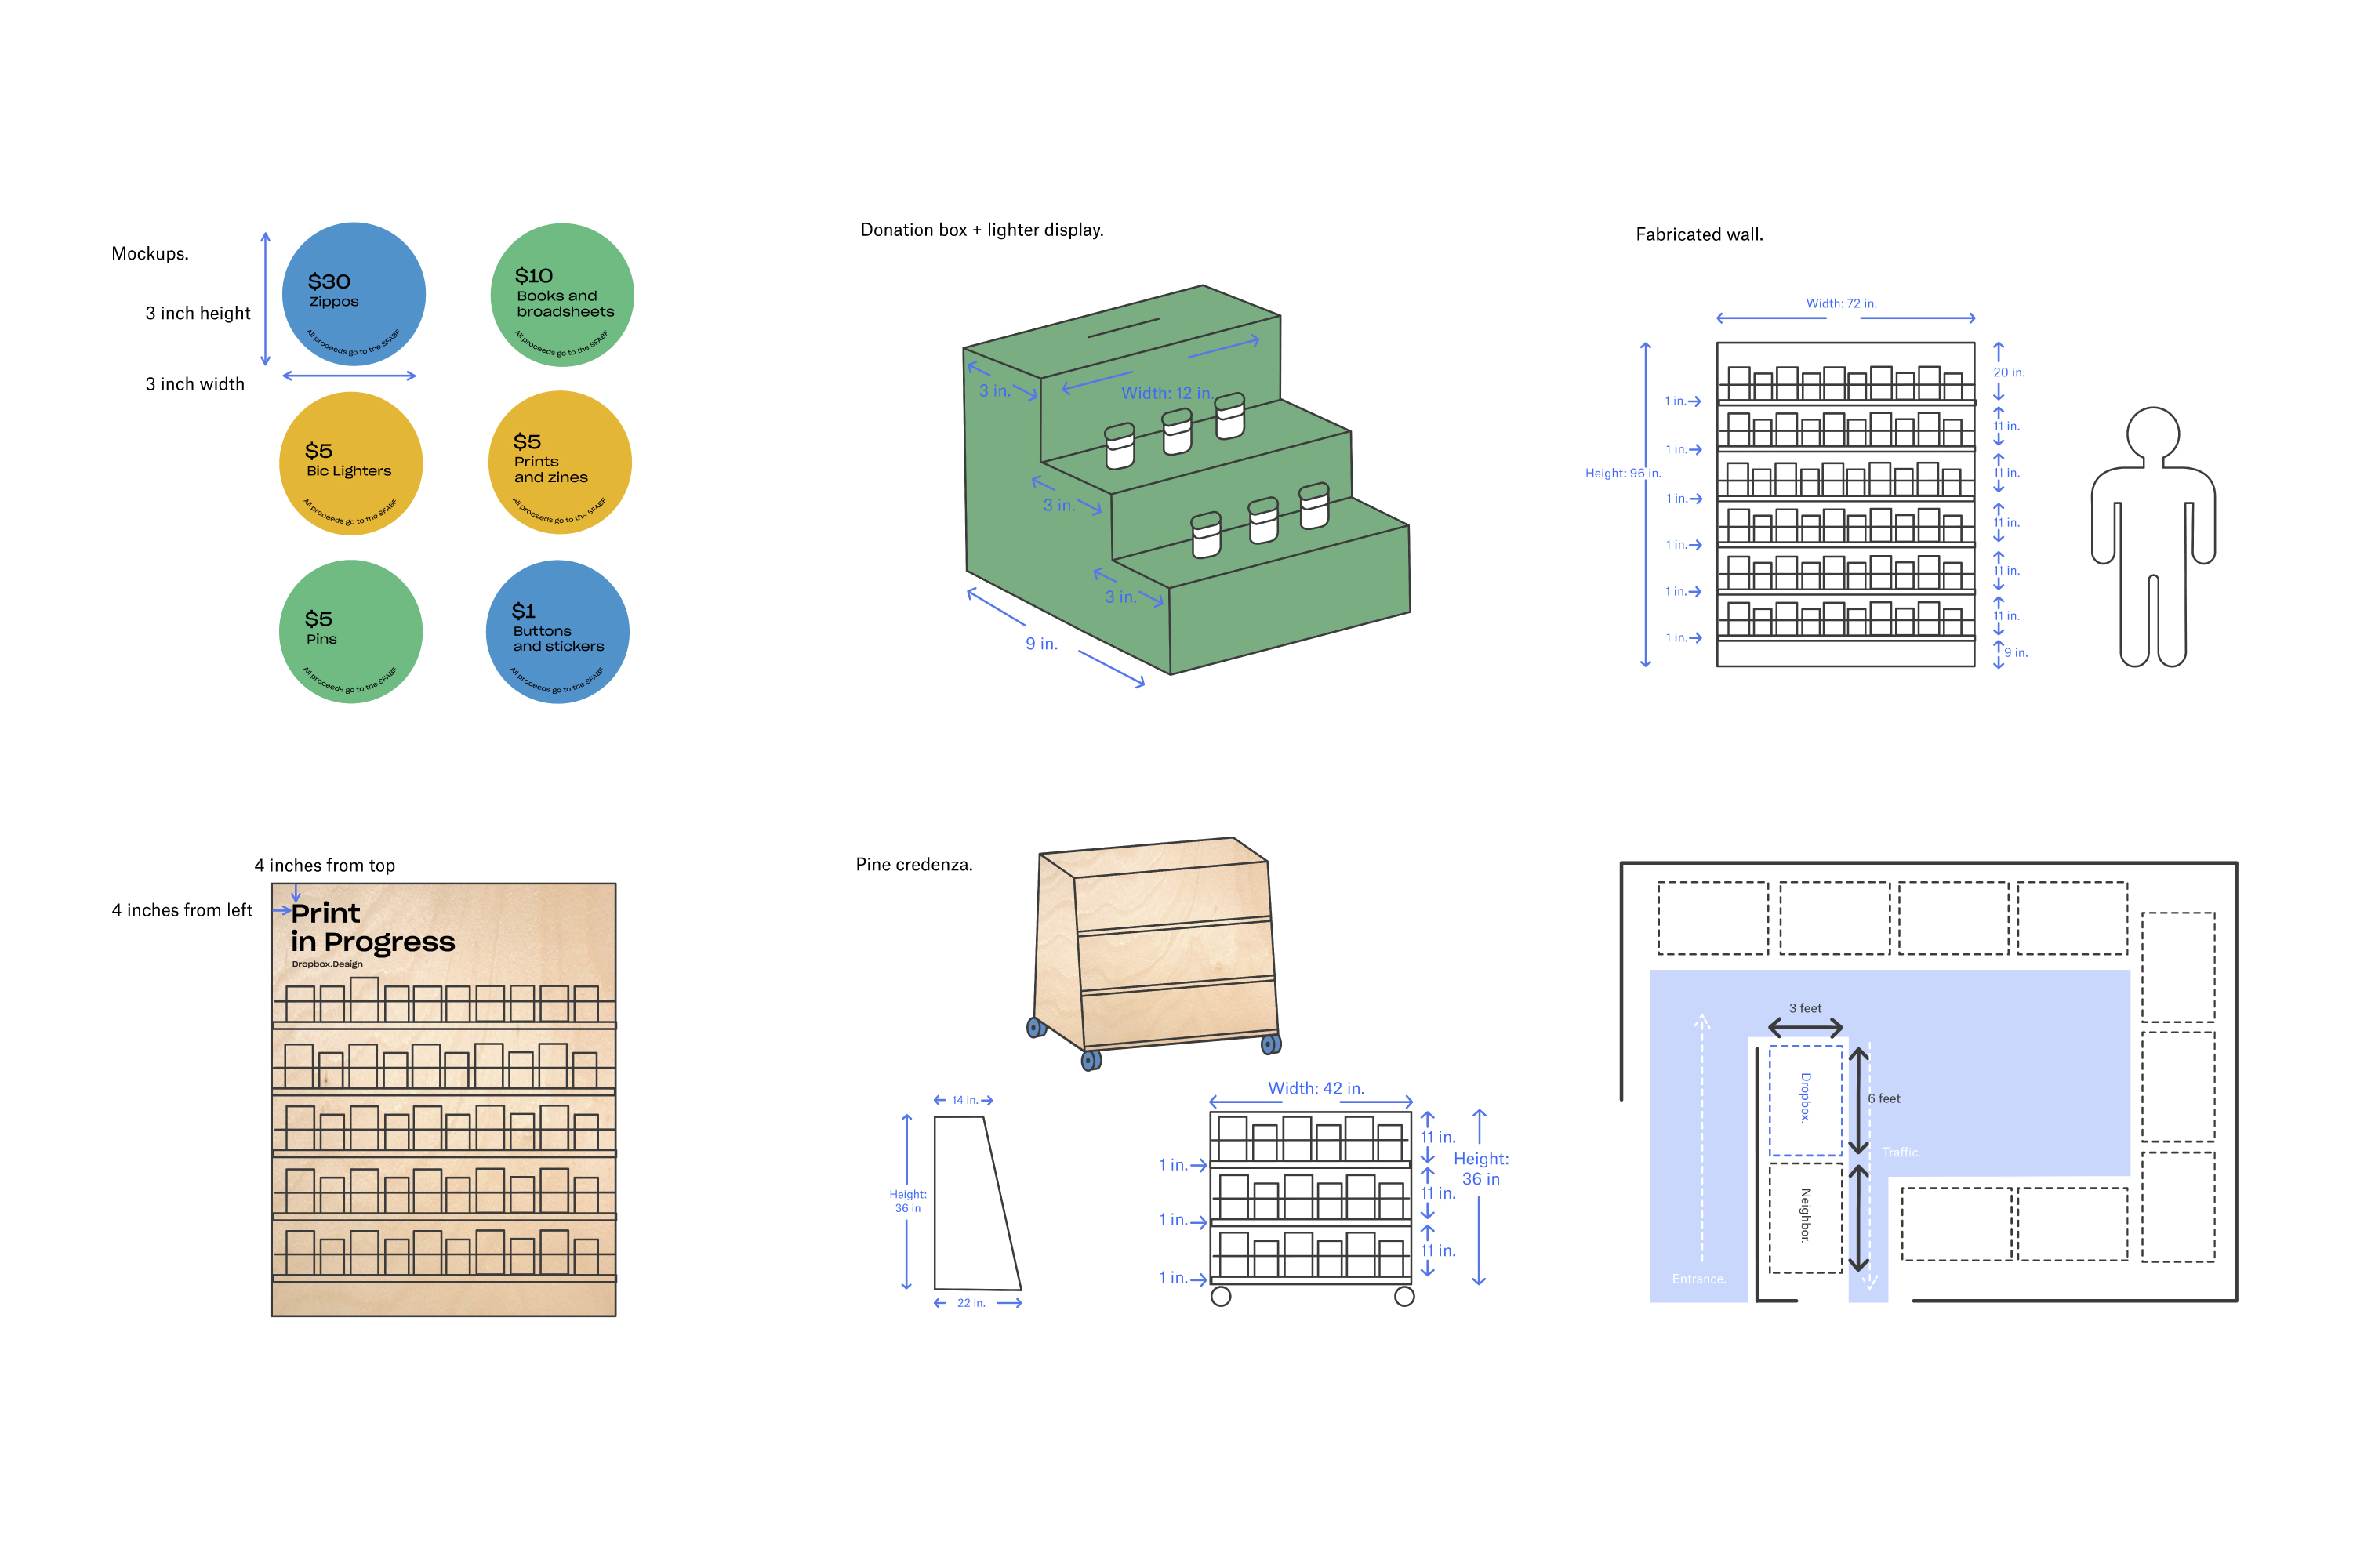 Mockups.
3 inch height
3 inch width
$30
Zippos
All proceeds go to the SFABF
$10
Books and
broadsheets
All proceeds go to the SFABF
$5
Bic Lighters
All proceeds go to the SFABF
$5
Prints
and zines
All proceeds go to the SFABF
$5
Pins
All proceeds go to the SFABF
$1
Buttons
and stickers
All proceeds go to the SFABF
Donation box + lighter display.
3 in.
Width: 12 in.
3 in.
3 in.
9 in.
Fabricated wall.
Width: 72 in.
Height: 96 in.
1 in.
1 in.
1 in.
1 in.
1 in.
1 in.
20 in.
11 in.
11 in.
11 in.
11 in.
11 in.
9 in.
4 inches from top
4 inches from left
Print
in Progress
Dropbox.Design
Pine credenza.
14 in.
Height:
36 in
22 in.
Width: 42 in.
1 in.
1 in.
1 in.
11 in.
11 in.
11 in.
Height:
36 in
3 feet
Dropbox.
6 feet
Traffic.
Neighbor.
Entrance.